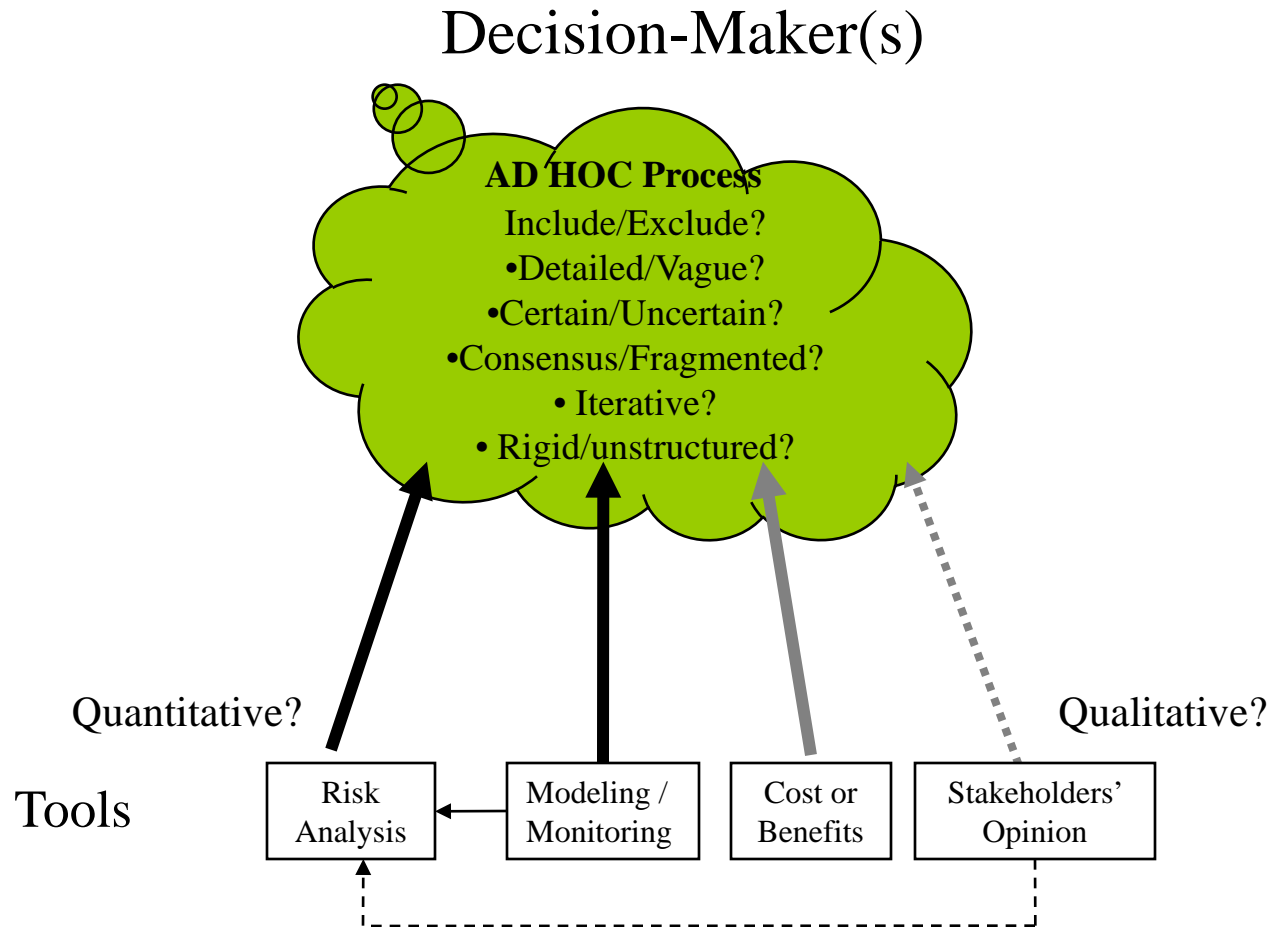 Decision-Maker(s)
AD HOC Process
Include/Exclude?
•Detailed/Vague?
•Certain/Uncertain?
•Consensus/Fragmented?
• Iterative?
• Rigid/unstructured?
Quantitative?
Qualitative?
Tools
Risk
Analysis
Modeling /
Monitoring
Cost or
Benefits
Stakeholders’
Opinion